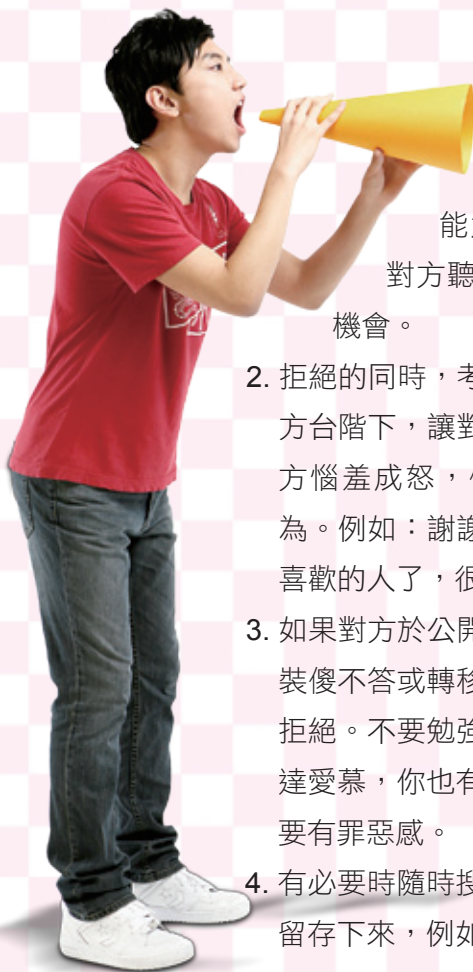 能
對方聽
機會。
2. 拒絕的同時，考
方台階下，讓對
方惱羞成怒，
為。例如：謝謝
喜歡的人了，很
3. 如果對方於公開
裝傻不答或轉移
拒絕。不要勉強
達愛慕，你也有
要有罪惡感。
4. 有必要時隨時搜
留存下來，例如